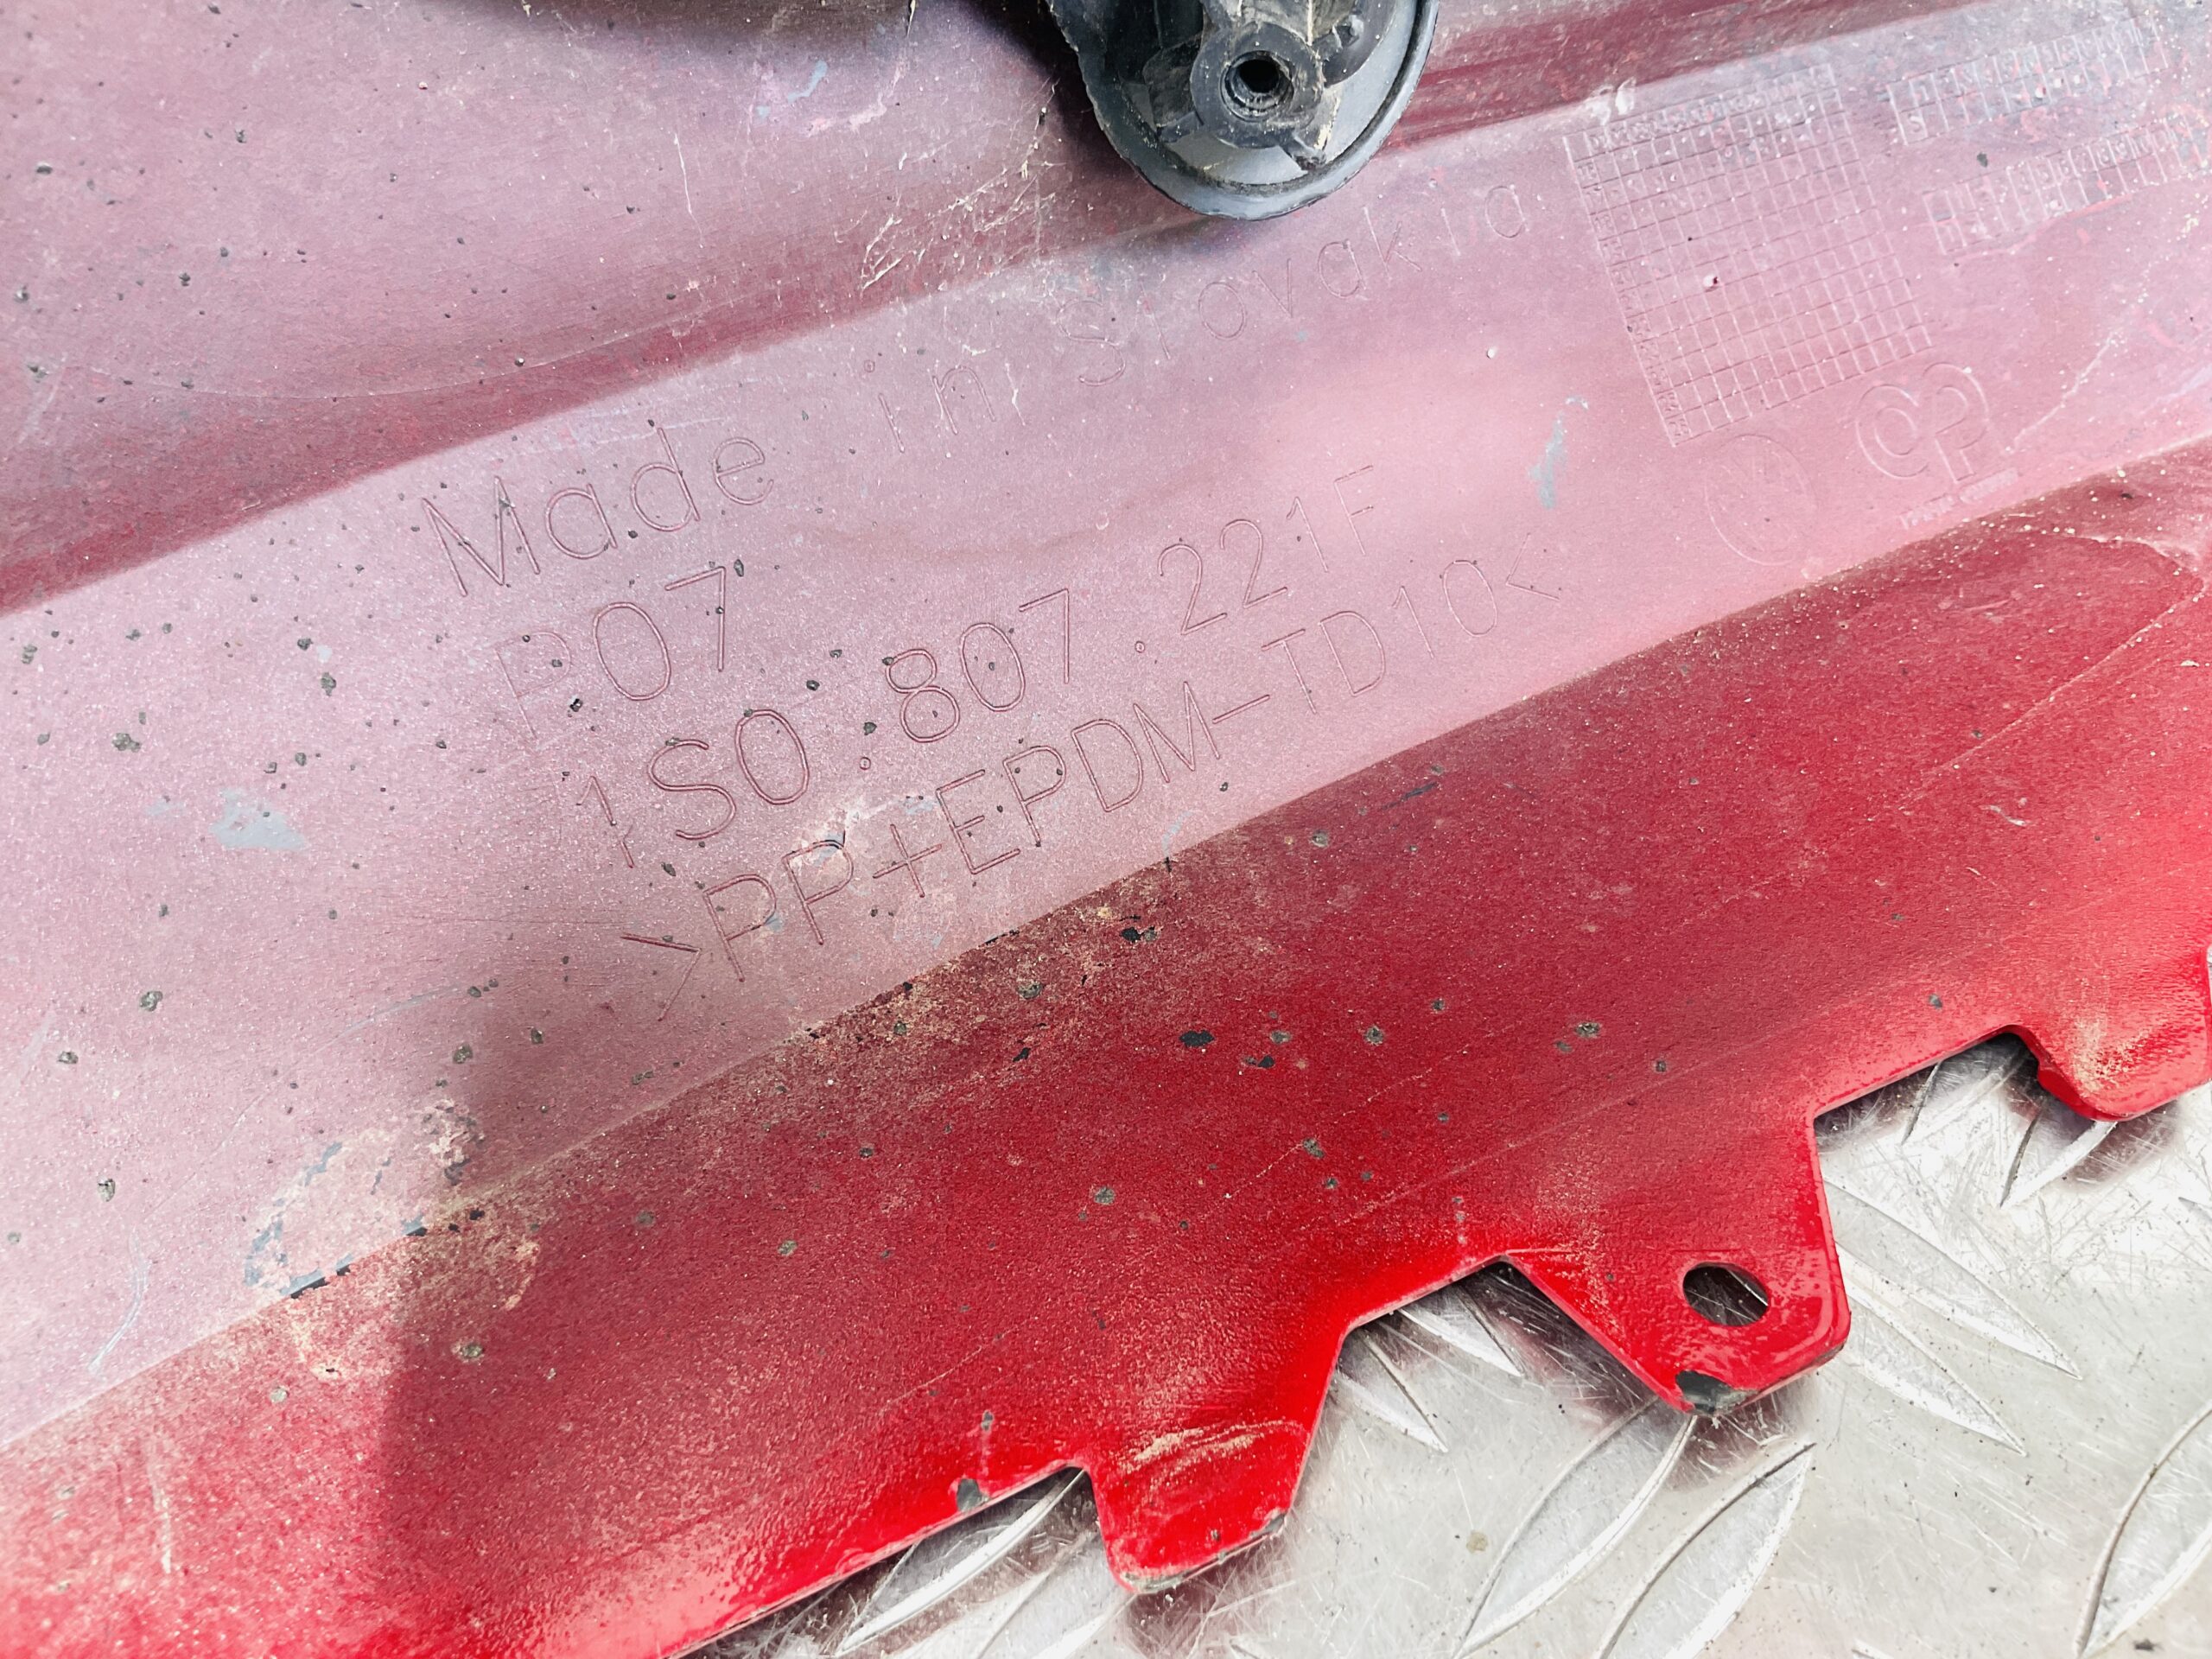 Made in Slovakia
P07
1S0.807.221F
>PP+EPDM-TD10<